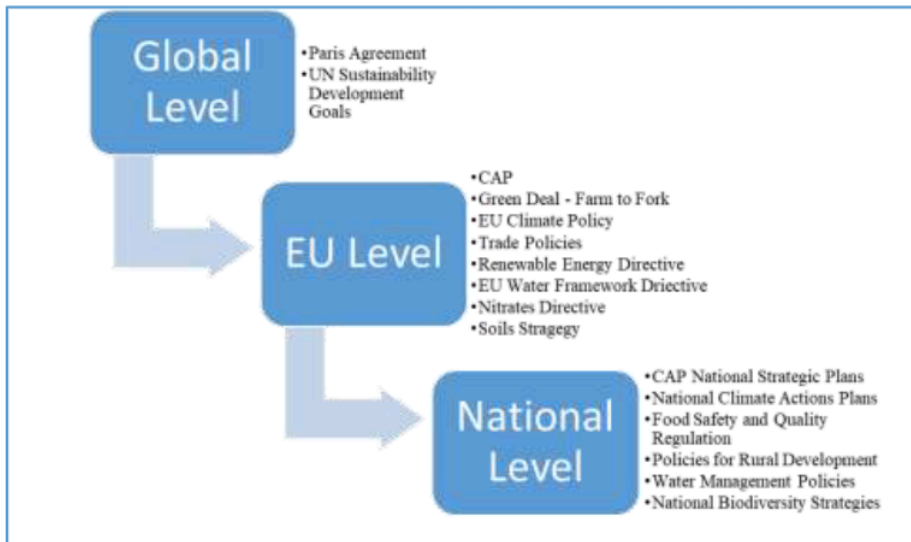 Global
Level
•Paris Agreement
•UN Sustainability
Development
Goals
EU Level
•CAP
•Green Deal - Farm to Fork
•EU Climate Policy
•Trade Policies
•Renewable Energy Directive
•EU Water Framework Driective
•Nitrates Directive
•Soils Stragegy
National
Level
•CAP National Strategic Plans
•National Climate Actions Plans
•Food Safety and Quality
Regulation
•Policies for Rural Development
•Water Management Policies
•National Biodiversity Strategies